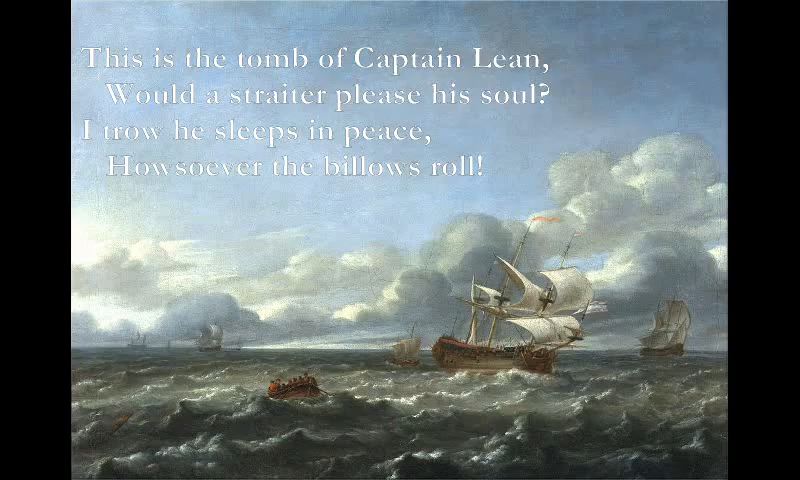 This is the tomb of Captain Lean,
Would a straiter please his soul?
I trow he sleeps in peace,
Howsoever the billows roll!